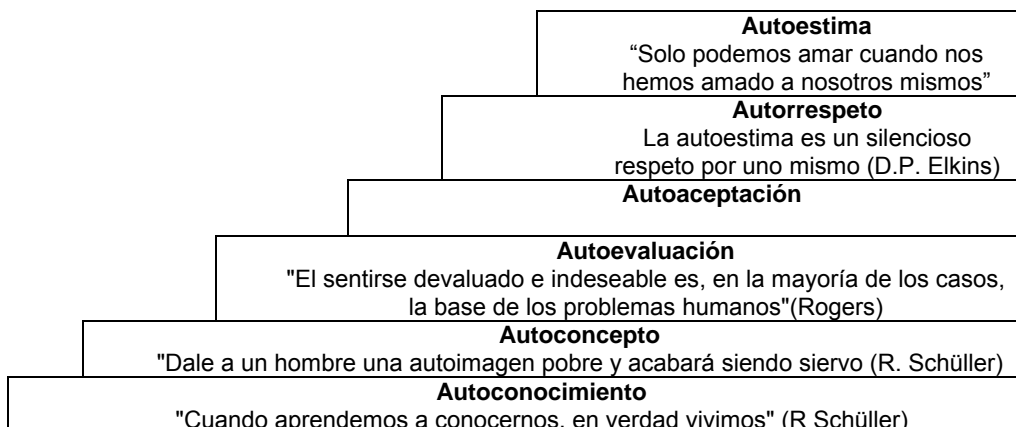 Autoestima
“Solo podemos amar cuando nos
hemos amado a nosotros mismos”
Autorrespeto
La autoestima es un silencioso
respeto por uno mismo (D.P. Elkins)
Autoaceptación
Autoevaluación
"El sentirse devaluado e indeseable es, en la mayoría de los casos,
la base de los problemas humanos"(Rogers)
Autoconcepto
"Dale a un hombre una autoimagen pobre y acabará siendo siervo (R. Schüller)
Autoconocimiento
"Cuando aprendemos a conocernos, en verdad vivimos" (R Schüller)